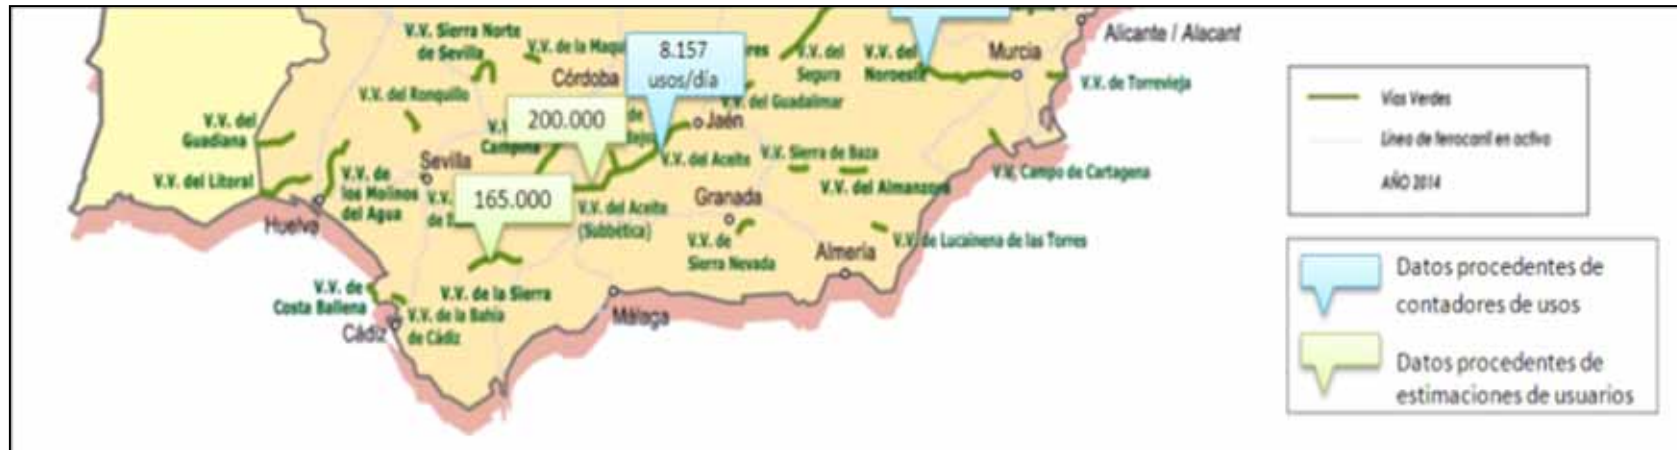 V.V. Sierra Norte
de Sevilla
V.V. de la Maqui
8.157
usos/día
res
V.V. del
Segura
V.V. del
Noroeste
Murcia
Alicante / Alacant
V.V. de Torrevieja
Córdoba
V.V. del Ronquillo
V.V. del Guadalimar
V.V. del
Guadiana
200.000
de
Jaén
Campiña
V.V. del Aceite
V.V. Sierra de Baza
Sevilla
V.V. del Litoral
V.V. de
los Molinos
del Agua
V.V.
165.000
V.V. del Almanzora
V.V. Campo de Cartagena
Granada
V.V. del Aceite
(Subbética)
Huelva
V.V. de
Sierra Nevada
Almería
V.V. de Lucainena de las Torres
V.V. de
Costa Ballena
V.V. de la Sierra
Cádiz
V.V. de la Bahía
de Cádiz
Málaga
Vías Verdes
Línea de ferrocarril en activo
AÑO 2014
Datos procedentes de
contadores de usos
Datos procedentes de
estimaciones de usuarios